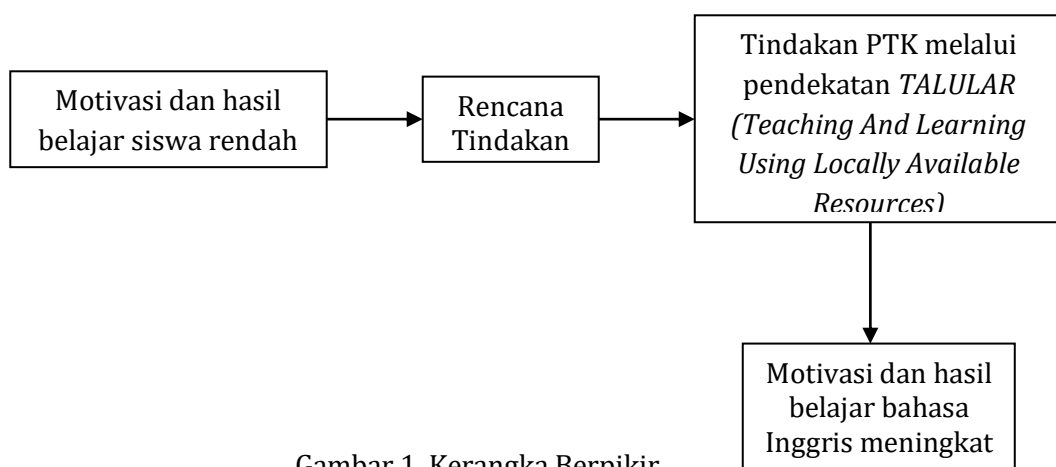 Motivasi dan hasil
belajar siswa rendah
Rencana
Tindakan
Tindakan PTK melalui
pendekatan TALULAR
(Teaching And Learning
Using Locally Available
Resources)
Motivasi dan hasil
belajar bahasa
Inggris meningkat
Gambar 1. Kerangka Berpikir